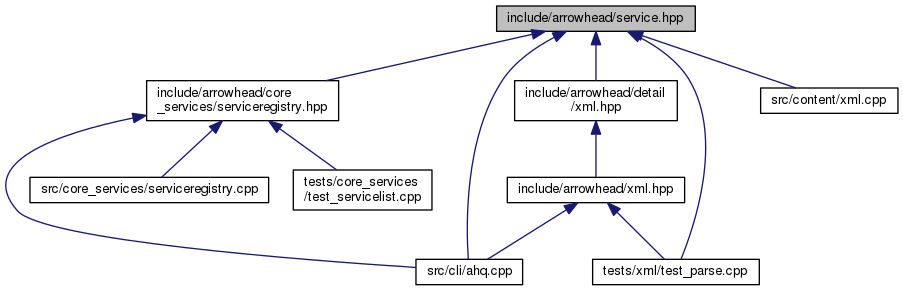 include/arrowhead/service.hpp
include/arrowhead/core
_services/serviceregistry.hpp
include/arrowhead/detail
/xml.hpp
src/content/xml.cpp
src/core_services/serviceregistry.cpp
tests/core_services
/test_servicelist.cpp
include/arrowhead/xml.hpp
src/cli/ahq.cpp
tests/xml/test_parse.cpp